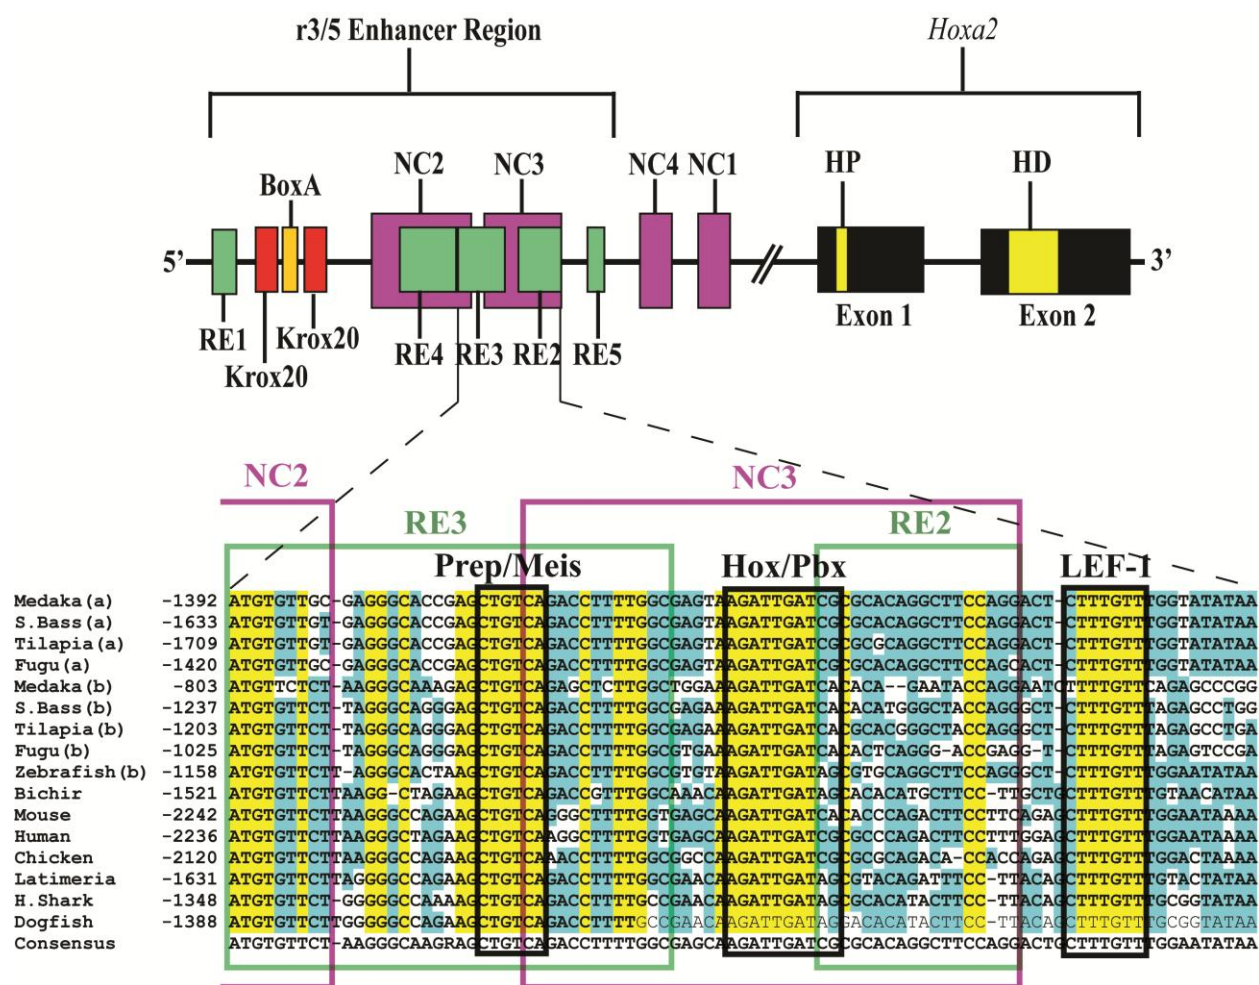 r3/5 Enhancer Region
Hoxa2
NC2 NC3 NC4 NC1 HP HD
BoxA
5’ 3’
Exon 1 Exon 2
RE1 Krox20 RE4 RE3 RE2 RE5
Krox20
NC2 NC3
RE3 RE2
Prep/Meis Hox/Pbx LEF-1
Medaka(a) -1392 ATGTGTTGC-GAGGGCACCGAGCTGTCAGACCTTTTGGCGAGTAAGATTGATCGCGCACAGGCTTCCAGGACT-CTTTGTTTGGTATATAA
S.Bass(a) -1633 ATGTGTTGT-GAGGGCACCGAGCTGTCAGACCTTTTGGCGAGTAAGATTGATCGCGCACAGGCTTCCAGGACT-CTTTGTTTGGTATATAA
Tilapia(a) -1709 ATGTGTTGT-GAGGGCACCGAGCTGTCAGACCTTTTGGCGAGTAAGATTGATCGCGCGCAGGCTTCCAGGACT-CTTTGTTTGGTATATAA
Fugu(a) -1420 ATGTGTTGC-GAGGGCACCGAGCTGTCAGACCTTTTGGCGAGTAAGATTGATCGCGCACAGGCTTCCAGCACT-CTTTGTTTGGTATATAA
Medaka(b) -803 ATGTTCTCT-AAGGGCAAAGAGCTGTCAGAGCTCTTGGCTGGAAAGATTGATCACACA--GAATACCAGGAATCTTTTGTTCAGAGCCCGG
S.Bass(b) -1237 ATGTGTTCT-TAGGGCAGGGAGCTGTCAGACCTTTTGGCGAGAAAGATTGATCACACATGGGCTACCAGGGCT-CTTTGTTTAGAGCCTGG
Tilapia(b) -1203 ATGTGTTCT-TAGGGCAGGGAGCTGTCAGACCTTTTGGCGAGAAAGATTGATCACGCACGGGCTACCAGGGCT-CTTTGTTTAGAGCCTGA
Fugu(b) -1025 ATGTGTTCT-TAGGGCAGGGAGCTGTCAGACCTTTTGGCGTGAAAGATTGATCACACTCAGGG-ACCGAGG-T-CTTTGTTTAGAGTCCGA
Zebrafish(b) -1158 ATGTGTTCTT-AGGGCACTAAGCTGTCAGACCTTTTGGCGTGTAAGATTGATAGCGTGCAGGCTTCCAGGGCT-CTTTGTTTGGAATATAA
Bichir -1521 ATGTGTTCTTAAGG-CTAGAAGCTGTCAGACCGTTTGGCAAACAAGATTGATAGCACACATGCTTCC-TTGCTGCTTTGTTTGTAACATAA
Mouse -2242 ATGTGTTCTTAAGGGCCAGAAGCTGTCAGGGCTTTTGGTGAGCAAGATTGATCACACCCAGACTTCCTTCAGAGCTTTGTTTGGAATAAAA
Human -2236 ATGTGTTCTTAAGGGCTAGAAGCTGTCAAGGCTTTTGGTGAGCAAGATTGATCGCGCCCAGACTTCCTTTGGAGCTTTGTTTGGAATAAAA
Chicken -2120 ATGTGTTCTTAAGGGCCAGAAGCTGTCAAACCTTTTGGCGGCCAAGATTGATCGCGCGCAGACA-CCACCAGAGCTTTGTTTGGACTAAAA
Latimeria -1631 ATGTGTTCTTAGGGGCCAGAAGCTGTCAGACCTTTTGGCGAACAAGATTGATAGCGTACAGATTCC-TTACAGCTTTGTTTGTACTATAA
H.Shark -1348 ATGTGTTCT-GGGGGCCAAAAGCTGTCAGACCTTTTGCCGAACAAGATTGATAGCGCACATACTTCC-TTACAGCTTTGTTTGCGGTATAA
Dogfish -1388 ATGTGTTCTTGGGGGCCAGAAGCTGTCAGACCTTTTGCCGAACAAGATTGATAGGACACATACTTCC-TTACAGCTTTGTTTGCGGTATAA
Consensus ATGTGTTCT-AAGGGCAAGRAGCTGTCAGACCTTTTGGCGAGCAAGATTGATCGCGCACAGGCTTCCAGGACTGCTTTGTTTGGAATATAA